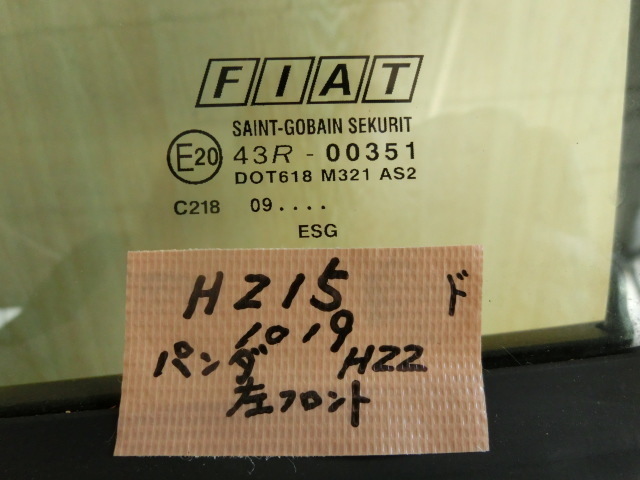 FIAT
SAINT-GOBAIN SEKURIT
E20 43R - 00351
DOT618 M321 AS2
C218 09 . . . .
ESG
H215 ド
1019
パンダ H22
左フロント